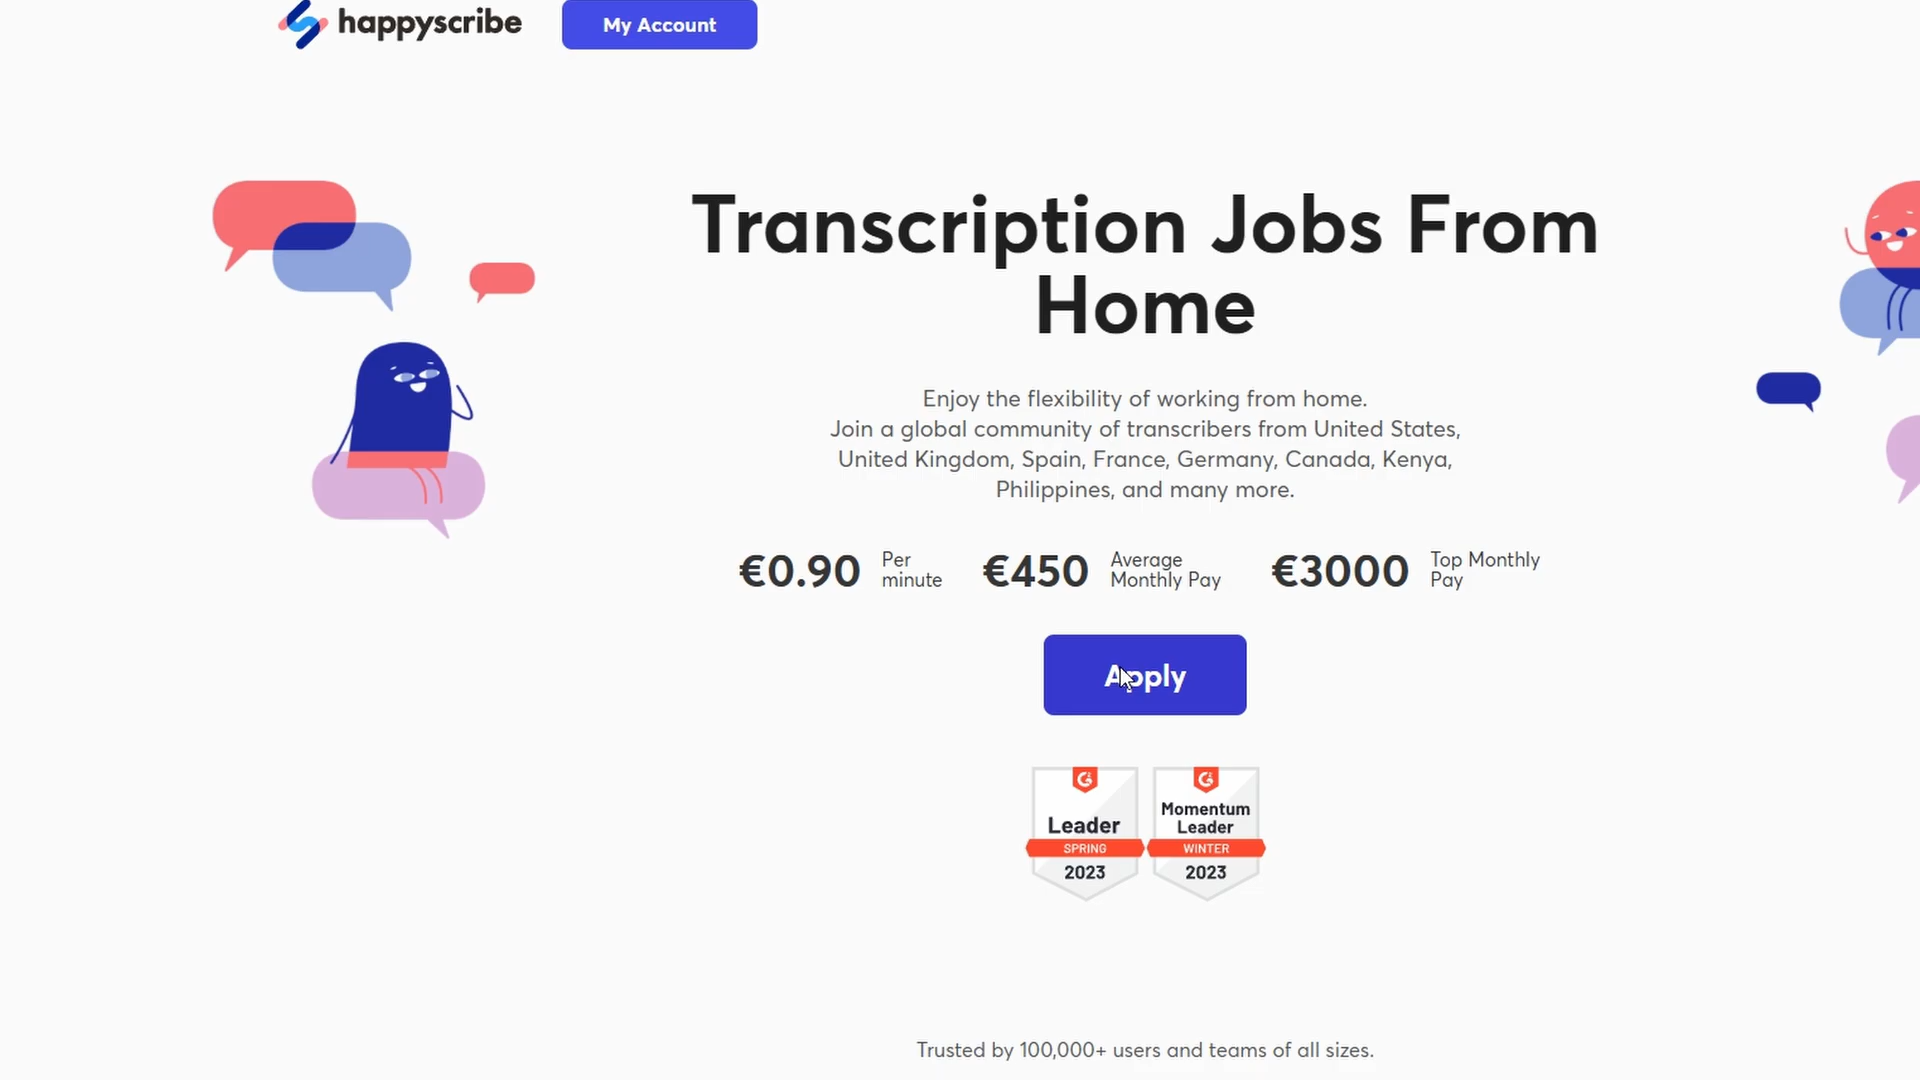 happyscribe
My Account
Transcription Jobs From
Home
Enjoy the flexibility of working from home.
Join a global community of transcribers from United States,
United Kingdom, Spain, France, Germany, Canada, Kenya,
Philippines, and many more.
€0.90 Per minute
€450 Average Monthly Pay
€3000 Top Monthly Pay
Apply
Leader
SPRING
2023
Momentum
Leader
WINTER
2023
Trusted by 100,000+ users and teams of all sizes.